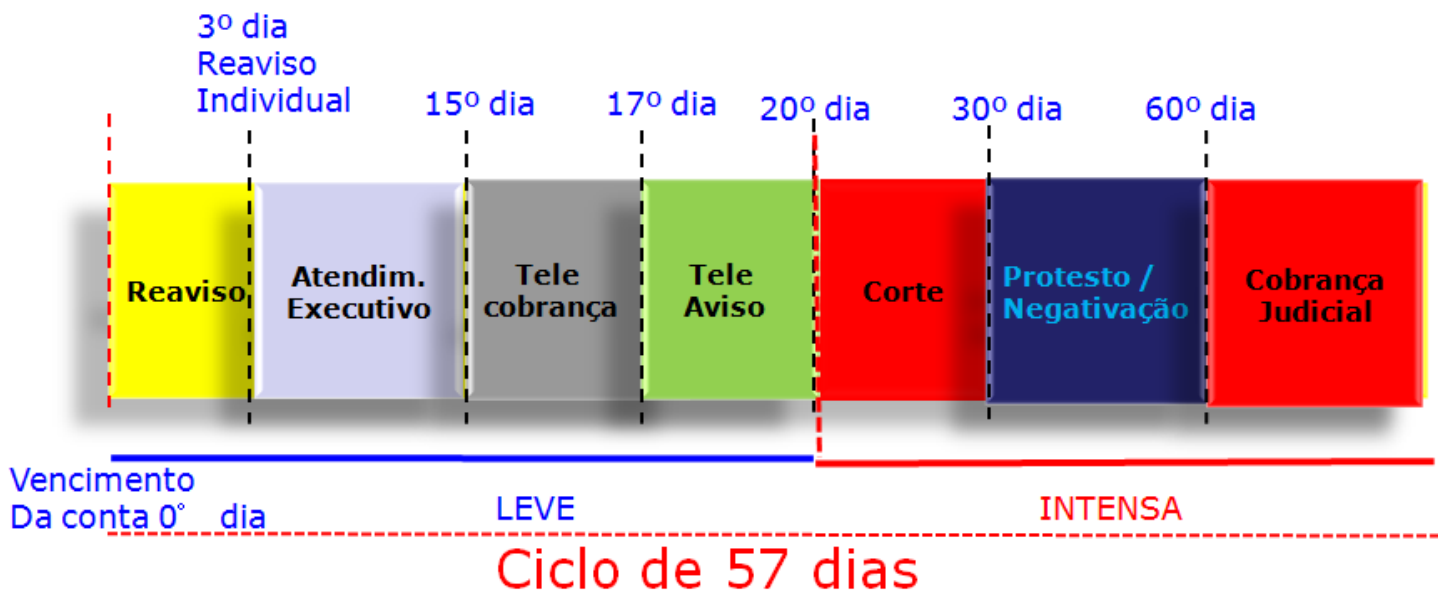 3º dia
Reaviso
Individual
15º dia
17º dia
20º dia
30º dia
60º dia
Reaviso
Atendim.
Executivo
Tele
cobrança
Tele
Aviso
Corte
Protesto /
Negativação
Cobrança
Judicial
Vencimento
Da conta 0° dia
LEVE
INTENSA
Ciclo de 57 dias